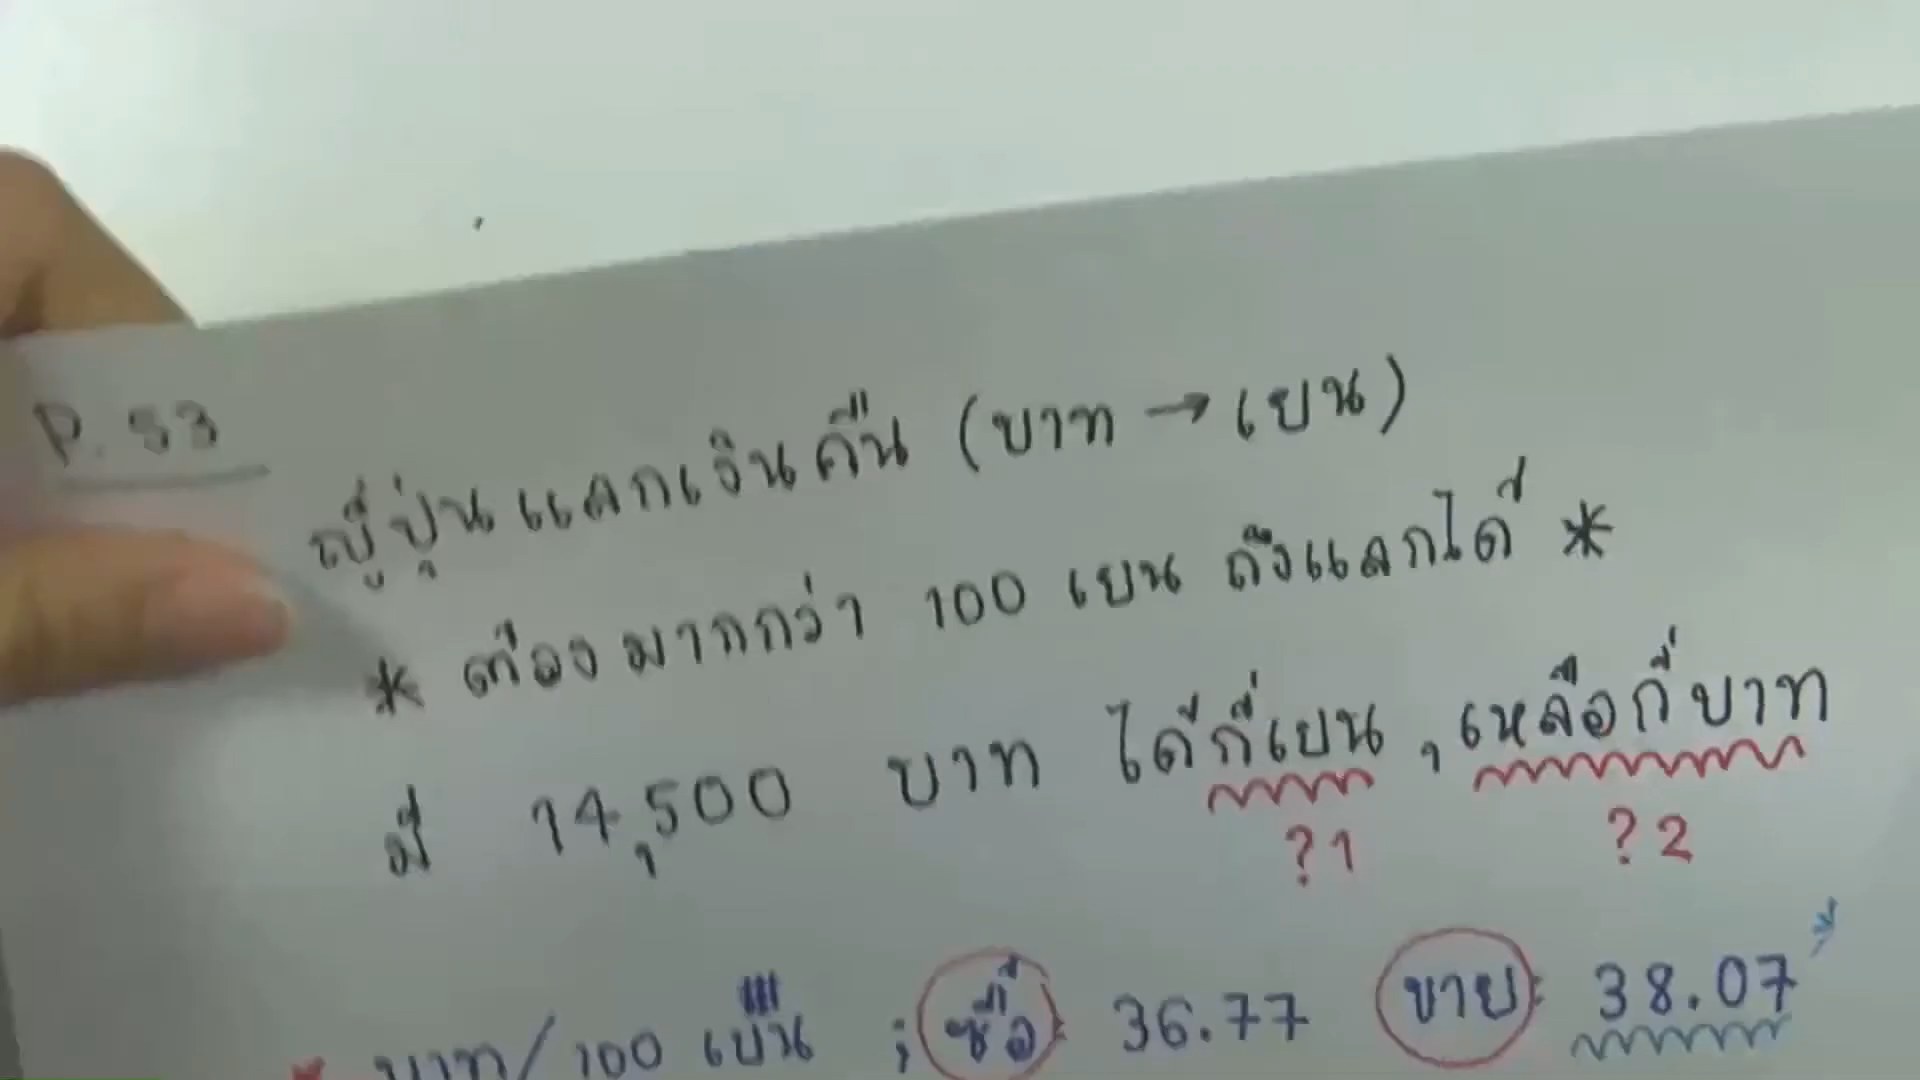 P. 53
ญี่ปุ่นแลกเงินคืน (บาท → เยน)
* ต้องมากกว่า 100 เยน ถึงแลกได้ *
มี 14,500 บาท ได้กี่เยน , เหลือกี่บาท
?1 ?2
* บาท/100 เย็น ; ซื้อ: 36.77 ขาย: 38.07